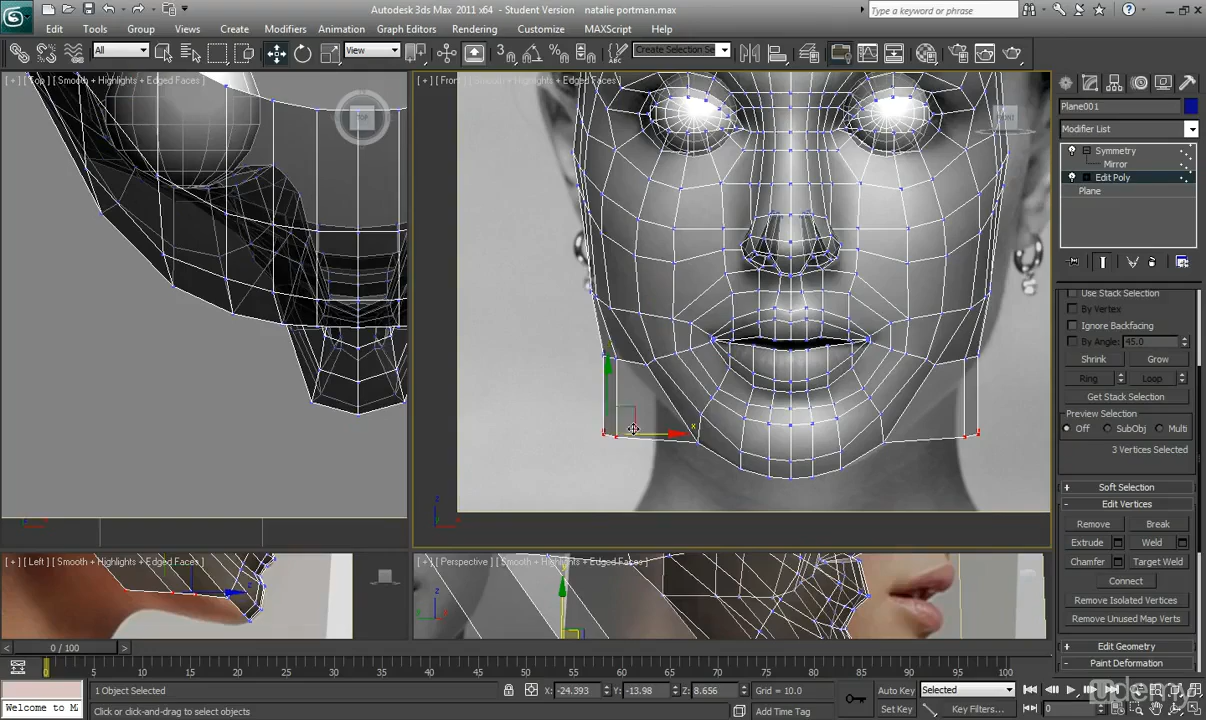 Autodesk 3ds Max 2011 x64 - Student Version natalie portman.max
Type a keyword or phrase
Edit Tools Group Views Create Modifiers Animation Graph Editors Rendering Customize MAXScript Help
All View Create Selection Se
[ + ] [ Top ] [ Smooth + Highlights + Edged Faces ]
[ + ] [ Front ] [ Smooth + Highlights + Edged Faces ]
TOP
FRONT
Plane001
Modifier List
Symmetry
Mirror
Edit Poly
Plane
Use Stack Selection
By Vertex
Ignore Backfacing
By Angle: 45.0
Shrink Grow
Ring Loop
Get Stack Selection
Preview Selection
Off SubObj Multi
3 Vertices Selected
Soft Selection
Edit Vertices
Remove Break
Extrude Weld
Chamfer Target Weld
Connect
Remove Isolated Vertices
Remove Unused Map Verts
Edit Geometry
Paint Deformation
[ + ] [ Left ] [ Smooth + Highlights + Edged Faces ]
[ + ] [ Perspective ] [ Smooth + Highlights + Edged Faces ]
0 / 100
0 5 10 15 20 25 30 35 40 45 50 55 60 65 70 75 80 85 90 95 100
1 Object Selected X: -24.393 Y: -13.98 Z: 8.656 Grid = 10.0 Auto Key Selected
Welcome to M Click or click-and-drag to select objects Add Time Tag Set Key Key Filters... 0
udemy